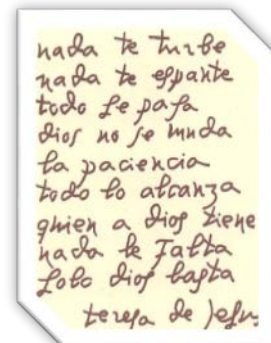 nada te turbe
nada te espante
todo se pasa
dios no se muda
la paciencia
todo lo alcanza
quien a dios tiene
nada le falta
solo dios basta
teresa de Jesus